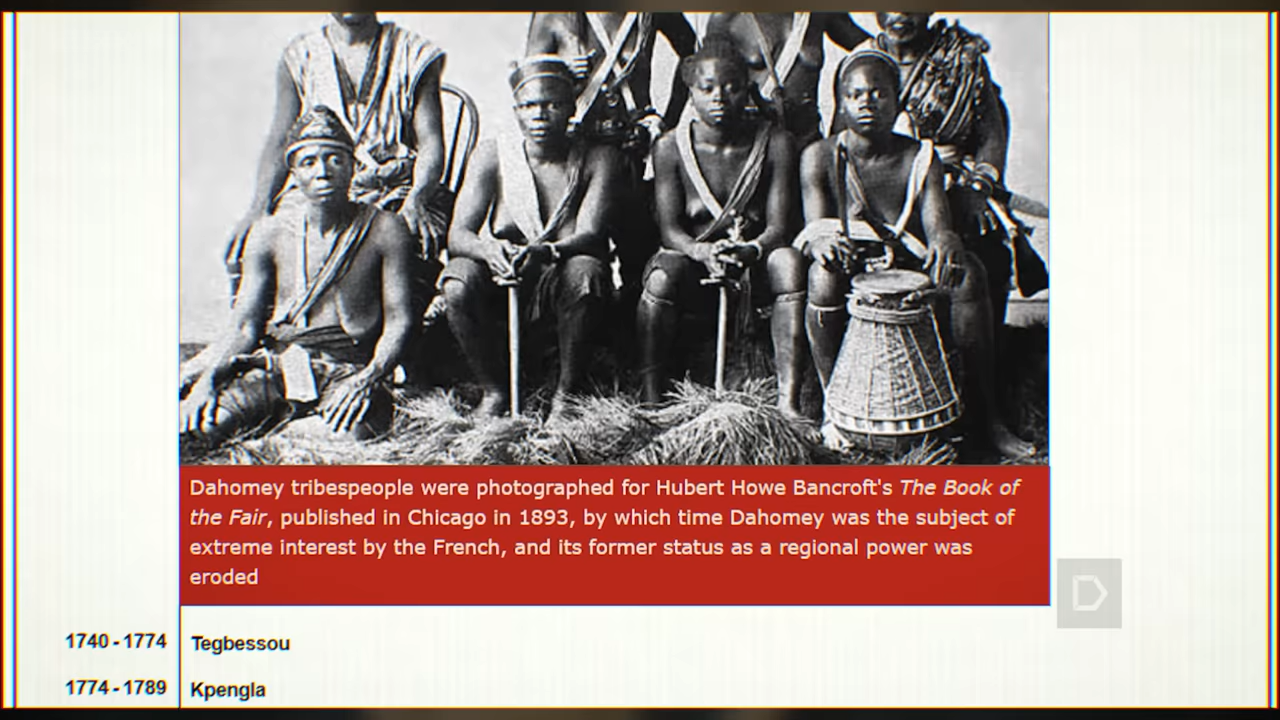 Dahomey tribespeople were photographed for Hubert Howe Bancroft's The Book of
the Fair, published in Chicago in 1893, by which time Dahomey was the subject of
extreme interest by the French, and its former status as a regional power was
eroded
1740 - 1774 Tegbessou
1774 - 1789 Kpengla